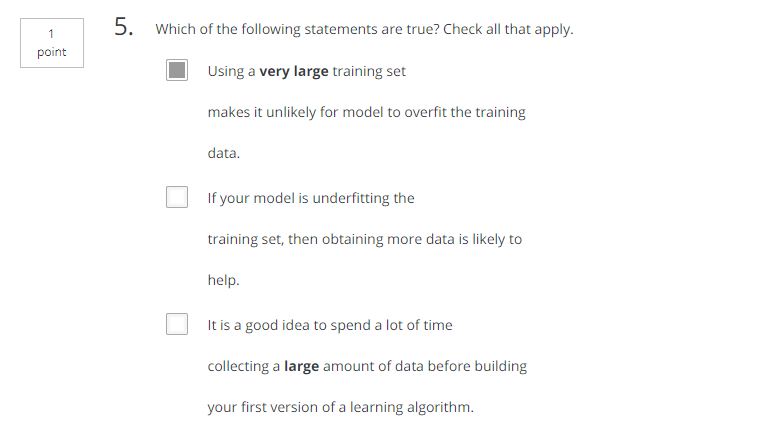 1
point
5. Which of the following statements are true? Check all that apply.
Using a very large training set
makes it unlikely for model to overfit the training
data.
If your model is underfitting the
training set, then obtaining more data is likely to
help.
It is a good idea to spend a lot of time
collecting a large amount of data before building
your first version of a learning algorithm.